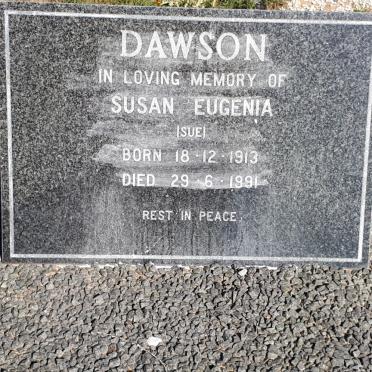 DAWSON
IN LOVING MEMORY OF
SUSAN EUGENIA
(SUE)
BORN 18·12·1913
DIED 29·6·1991
REST IN PEACE.